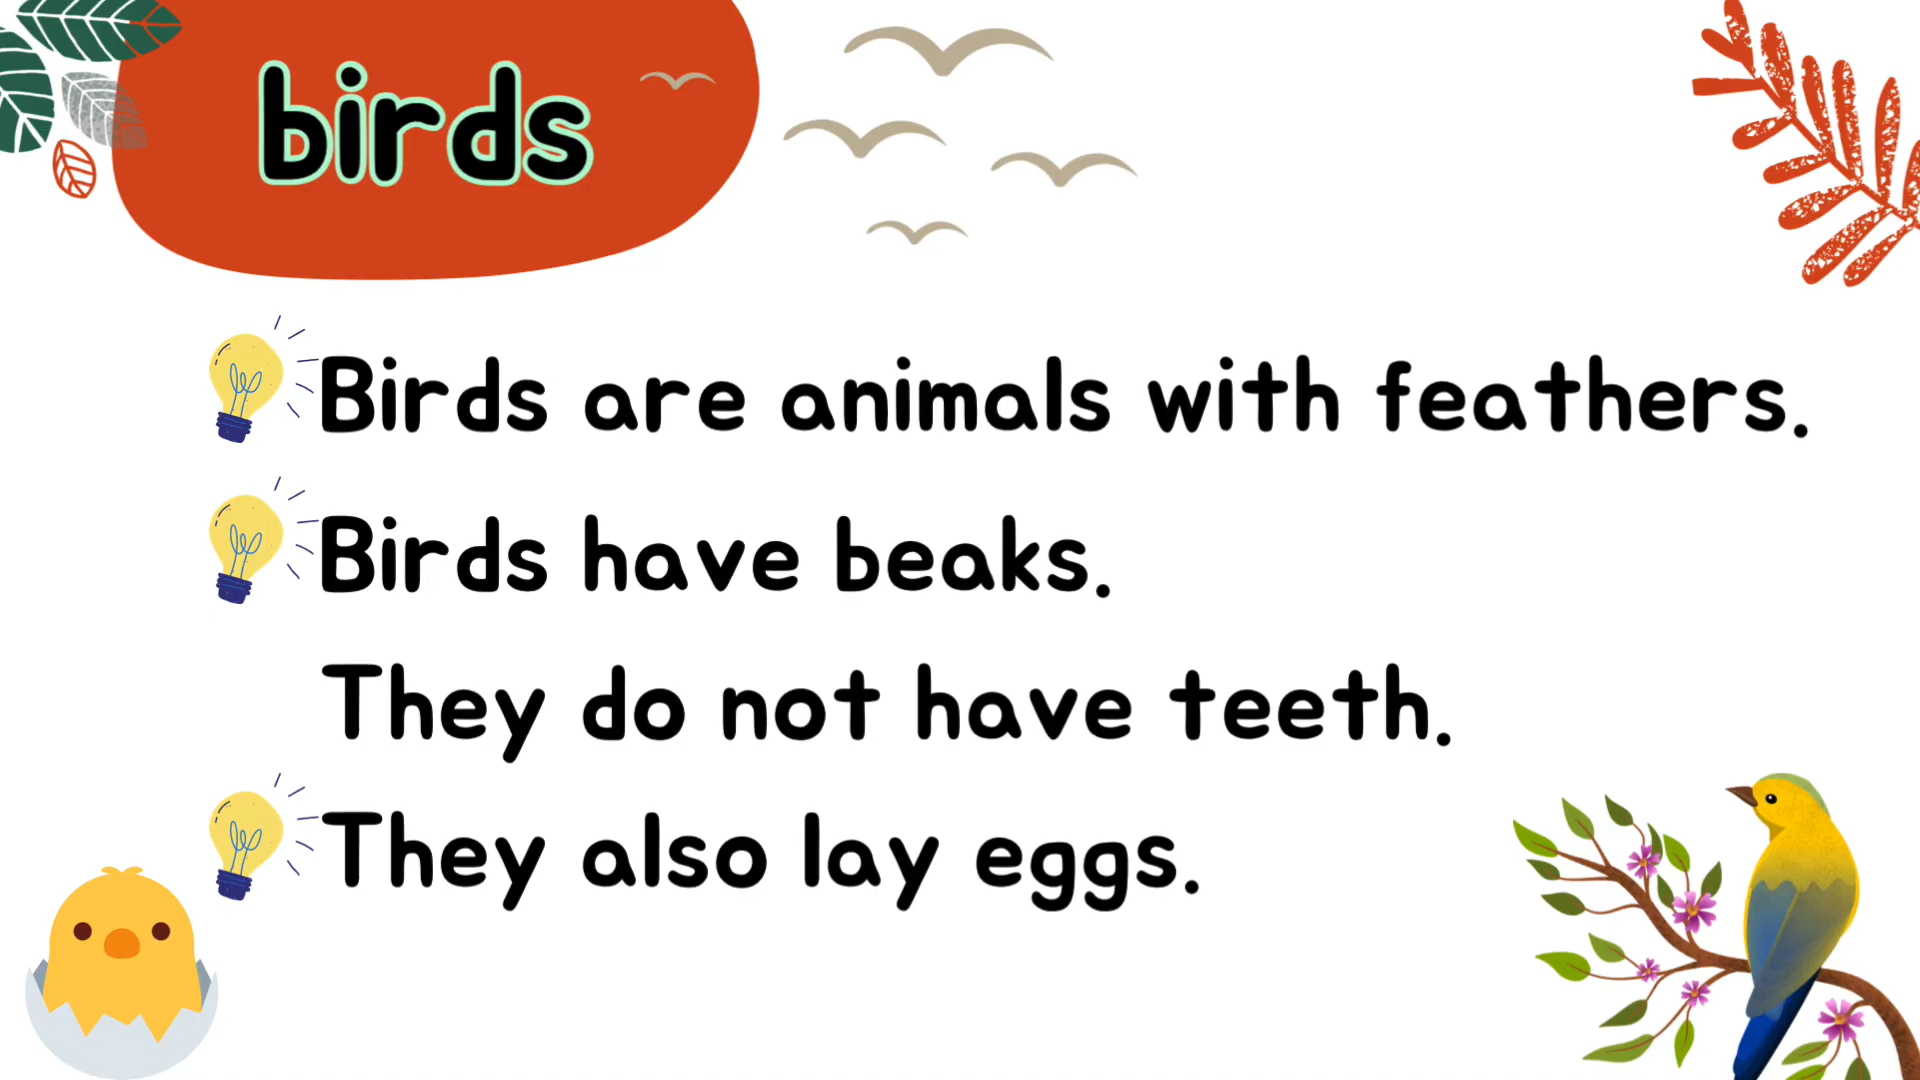 birds
Birds are animals with feathers.
Birds have beaks.
They do not have teeth.
They also lay eggs.